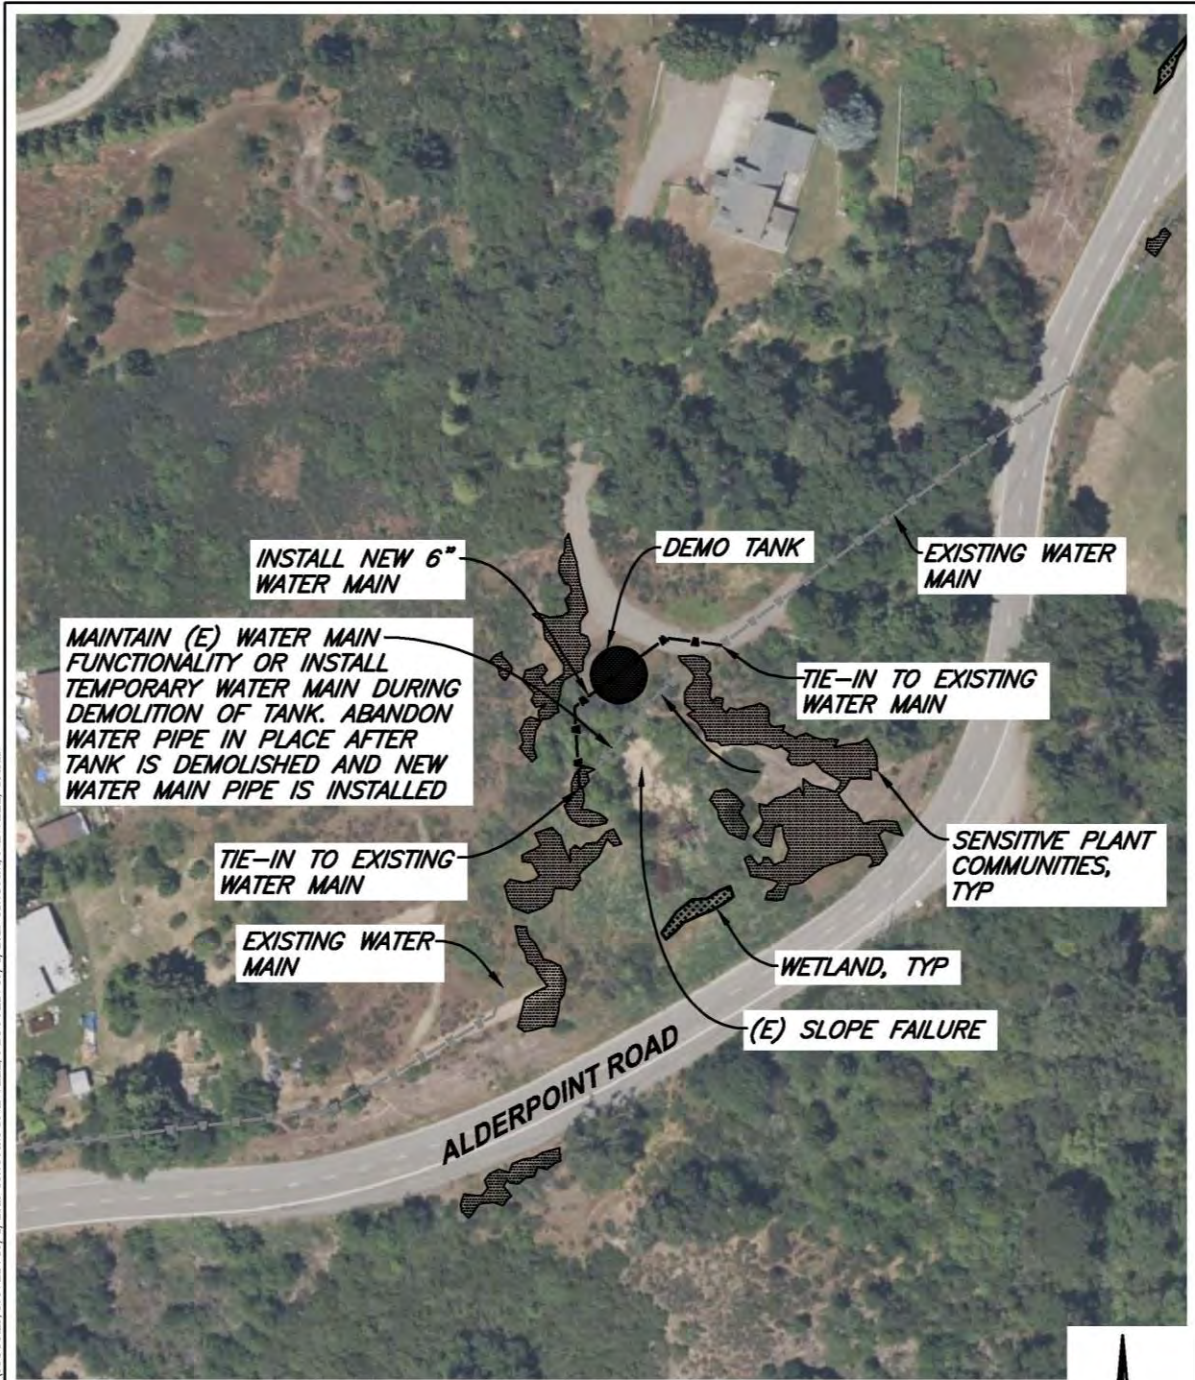 INSTALL NEW 6"
WATER MAIN
DEMO TANK
EXISTING WATER
MAIN
MAINTAIN (E) WATER MAIN
FUNCTIONALITY OR INSTALL
TEMPORARY WATER MAIN DURING
DEMOLITION OF TANK. ABANDON
WATER PIPE IN PLACE AFTER
TANK IS DEMOLISHED AND NEW
WATER MAIN PIPE IS INSTALLED
TIE-IN TO EXISTING
WATER MAIN
TIE-IN TO EXISTING
WATER MAIN
SENSITIVE PLANT
COMMUNITIES,
TYP
EXISTING WATER
MAIN
WETLAND, TYP
(E) SLOPE FAILURE
ALDERPOINT ROAD